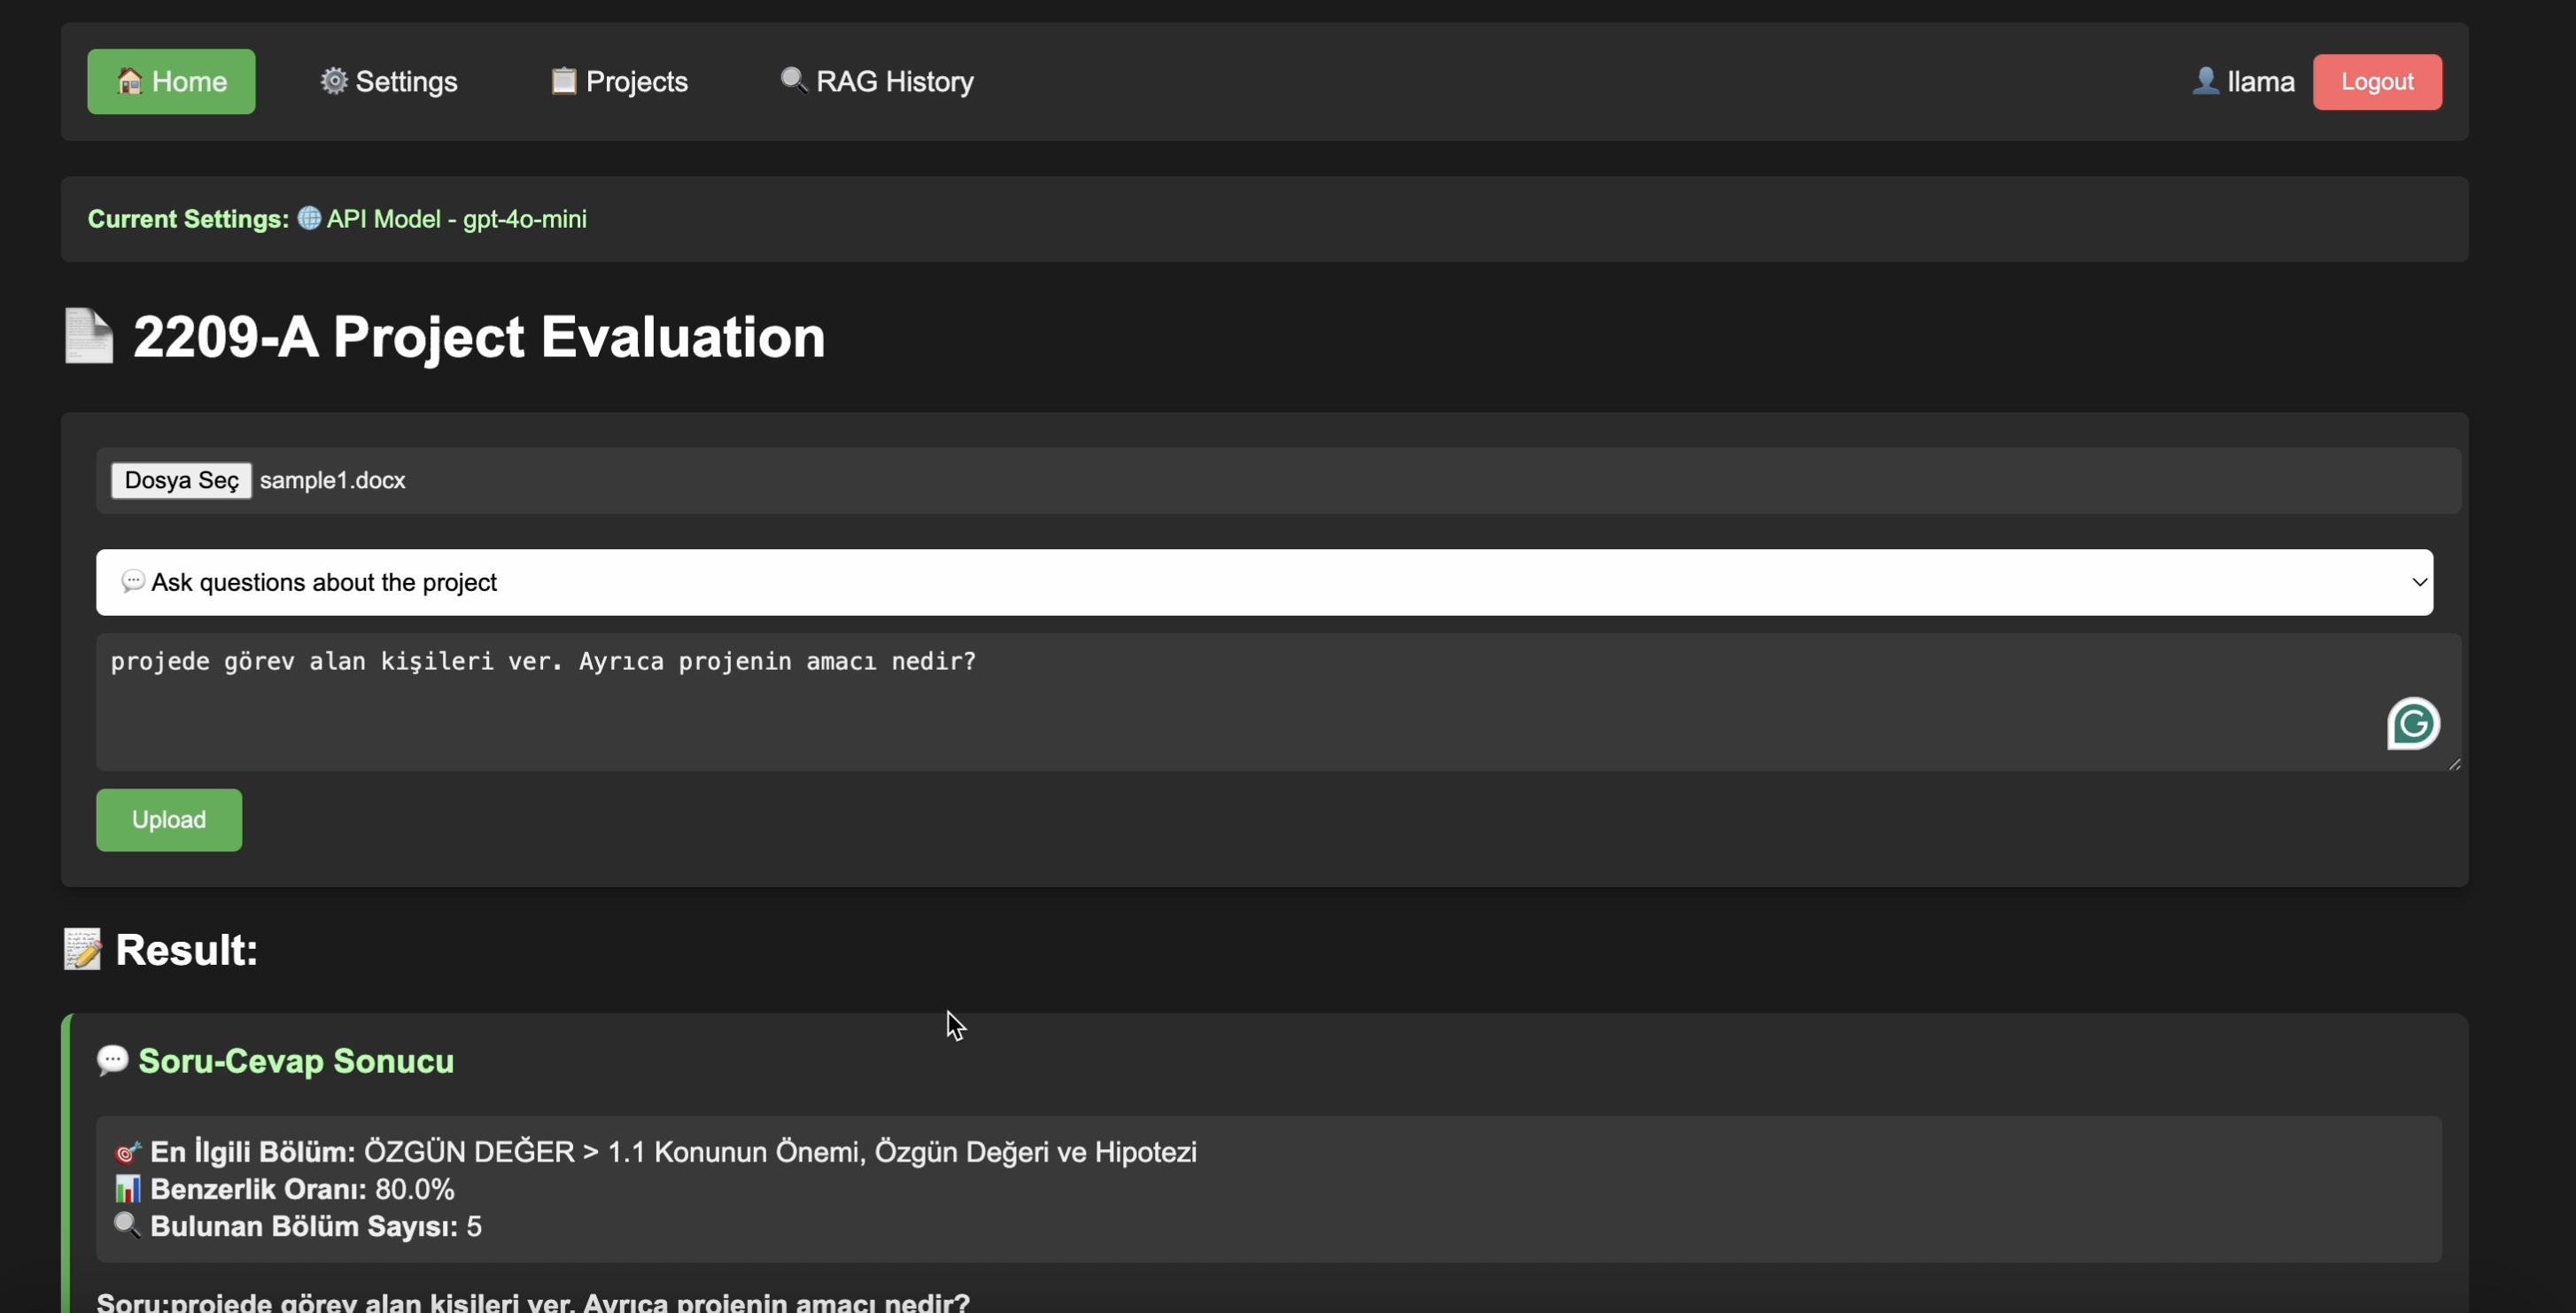 Home
Settings
Projects
RAG History
llama
Logout
Current Settings: API Model - gpt-4o-mini
2209-A Project Evaluation
Dosya Seç sample1.docx
Ask questions about the project
projede görev alan kişileri ver. Ayrıca projenin amacı nedir?
Upload
Result:
Soru-Cevap Sonucu
En İlgili Bölüm: ÖZGÜN DEĞER > 1.1 Konunun Önemi, Özgün Değeri ve Hipotezi
Benzerlik Oranı: 80.0%
Bulunan Bölüm Sayısı: 5
Soru:projede görev alan kişileri ver. Ayrıca projenin amacı nedir?